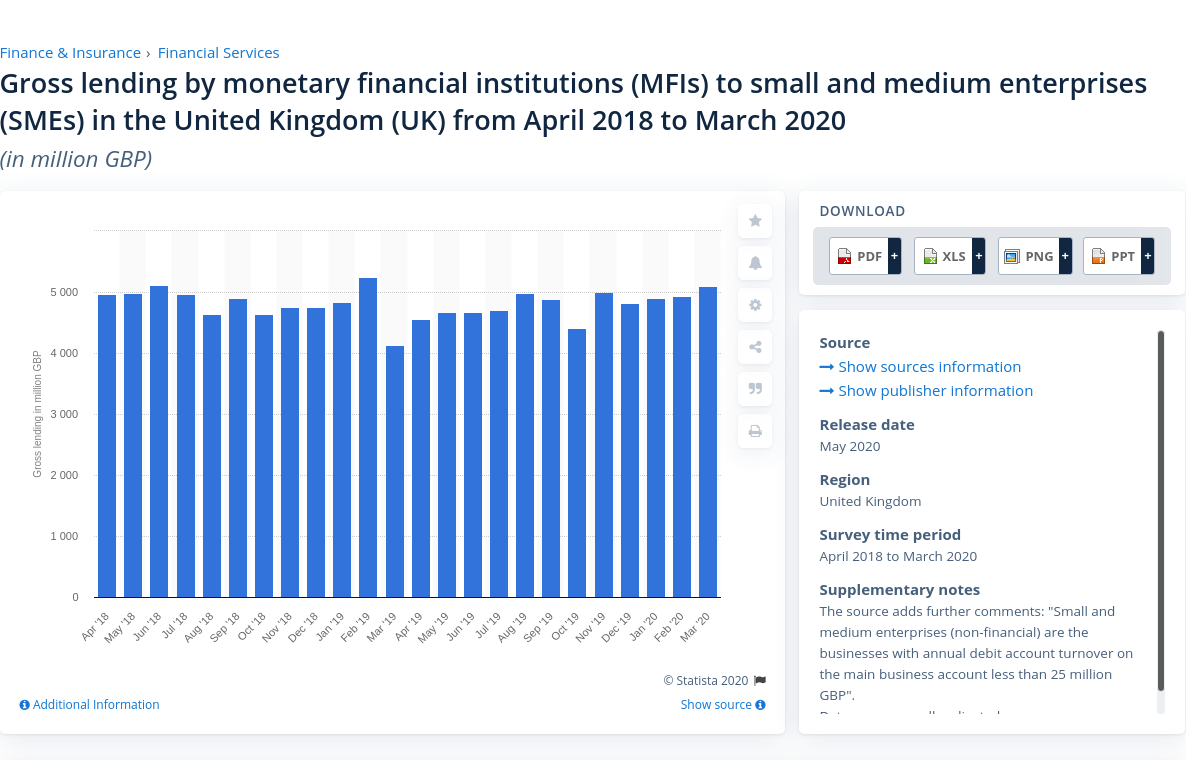 Finance & Insurance › Financial Services
Gross lending by monetary financial institutions (MFIs) to small and medium enterprises
(SMEs) in the United Kingdom (UK) from April 2018 to March 2020
(in million GBP)
Gross lending in million GBP
5 000
4 000
3 000
2 000
1 000
0
Apr '18
May '18
Jun '18
Jul '18
Aug '18
Sep '18
Oct '18
Nov '18
Dec '18
Jan '19
Feb '19
Mar '19
Apr '19
May '19
Jun '19
Jul '19
Aug '19
Sep '19
Oct '19
Nov '19
Dec '19
Jan '20
Feb '20
Mar '20
© Statista 2020
Additional Information
Show source
DOWNLOAD
PDF +
XLS +
PNG +
PPT +
Source
Show sources information
Show publisher information
Release date
May 2020
Region
United Kingdom
Survey time period
April 2018 to March 2020
Supplementary notes
The source adds further comments: "Small and
medium enterprises (non-financial) are the
businesses with annual debit account turnover on
the main business account less than 25 million
GBP".